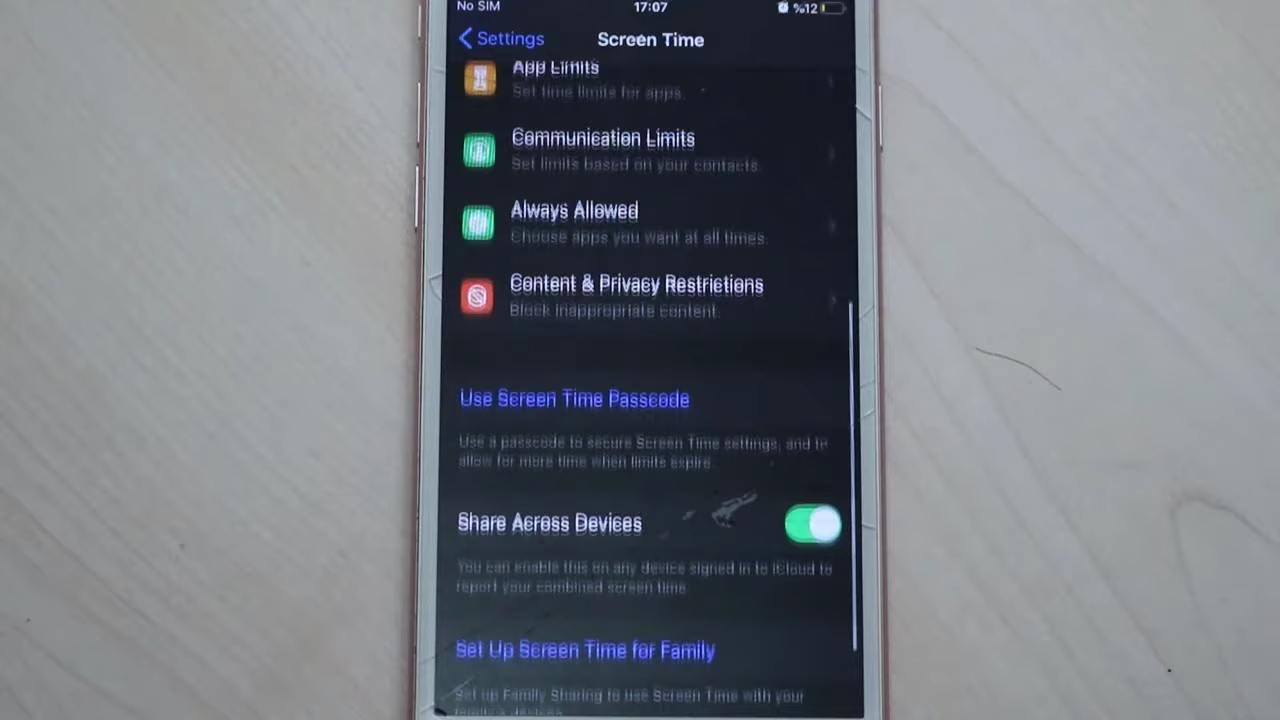 No SIM 17:07 %12
Settings Screen Time
App Limits
Set time limits for apps.
Communication Limits
Set limits based on your contacts.
Always Allowed
Choose apps you want at all times.
Content & Privacy Restrictions
Block inappropriate content.
Use Screen Time Passcode
Use a passcode to secure Screen Time settings, and to
allow for more time when limits expire.
Share Across Devices
You can enable this on any device signed in to iCloud to
report your combined screen time.
Set Up Screen Time for Family
Set up Family Sharing to use Screen Time with your
family's devices.